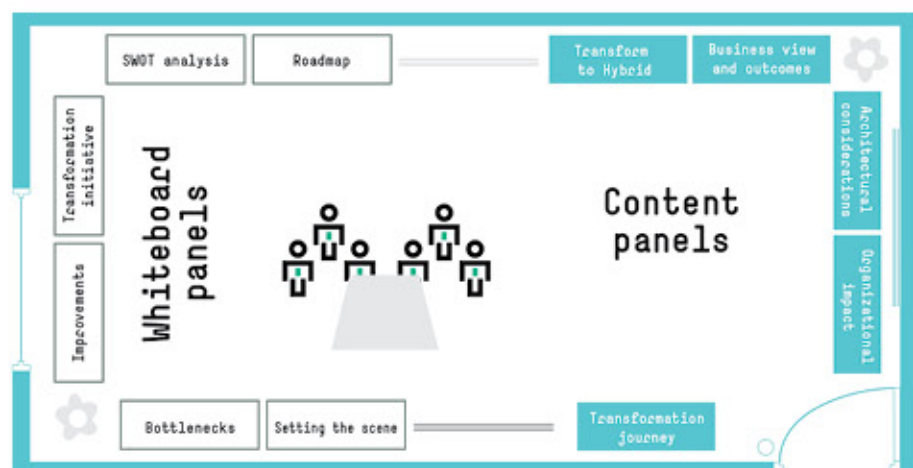 SWOT analysis
Roadmap
Transform
to Hybrid
Business view
and outcomes
Transformation
initiative
Improvements
Whiteboard
panels
Content
panels
Architectural
considerations
Organizational
impact
Bottlenecks
Setting the scene
Transformation
journey